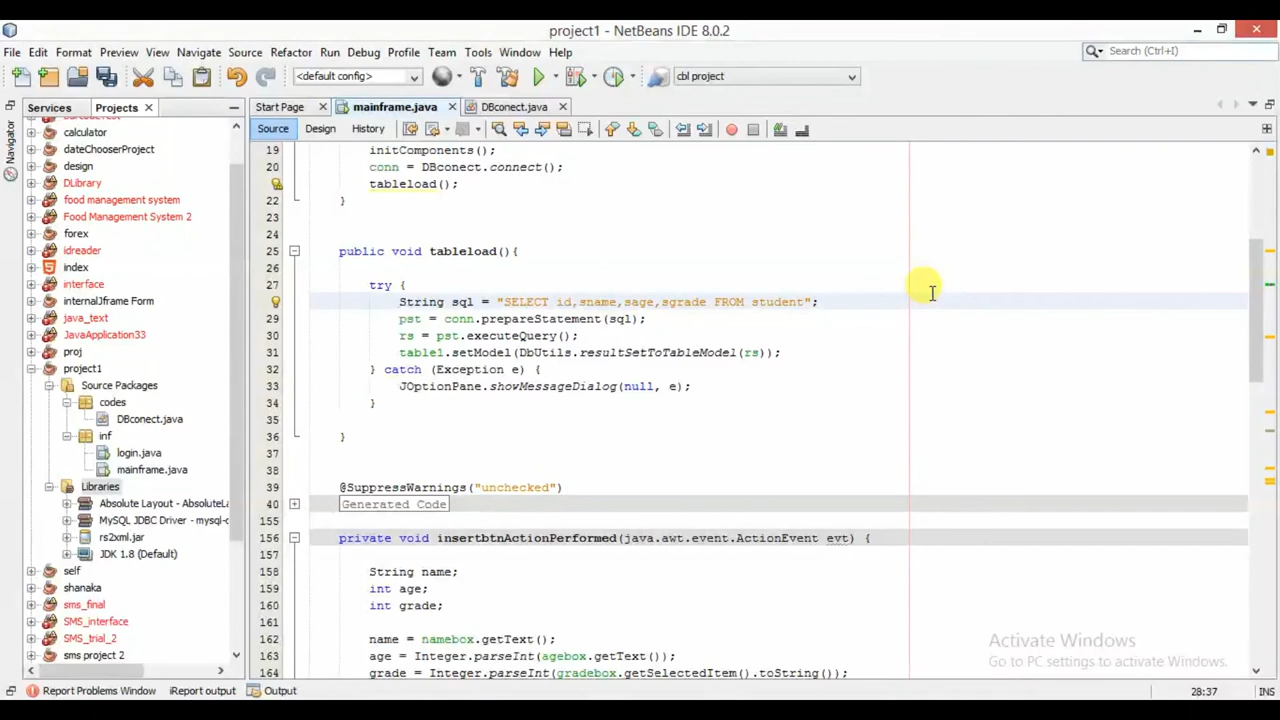 project1 - NetBeans IDE 8.0.2
File Edit Format Preview View Navigate Source Refactor Run Debug Profile Team Tools Window Help
Search (Ctrl+I)
<default config>
cbl project
Services Projects
Start Page mainframe.java DBconect.java
Navigator
Source Design History
calculator
dateChooserProject
design
DLibrary
food management system
Food Management System 2
forex
idreader
index
interface
internalJframe Form
java_text
JavaApplication33
proj
project1
Source Packages
codes
DBconect.java
inf
login.java
mainframe.java
Libraries
Absolute Layout - AbsoluteLa
MySQL JDBC Driver - mysql-c
rs2xml.jar
JDK 1.8 (Default)
self
shanaka
sms_final
SMS_interface
SMS_trial_2
sms project 2
19 initComponents();
20 conn = DBconect.connect();
tableload();
22 }
23
24
25 public void tableload(){
26
27 try {
String sql = "SELECT id,sname,sage,sgrade FROM student";
29 pst = conn.prepareStatement(sql);
30 rs = pst.executeQuery();
31 table1.setModel(DbUtils.resultSetToTableModel(rs));
32 } catch (Exception e) {
33 JOptionPane.showMessageDialog(null, e);
34 }
35
36 }
37
38
39 @SuppressWarnings("unchecked")
40 Generated Code
155
156 private void insertbtnActionPerformed(java.awt.event.ActionEvent evt) {
157
158 String name;
159 int age;
160 int grade;
161
162 name = namebox.getText();
163 age = Integer.parseInt(agebox.getText());
164 grade = Integer.parseInt(gradebox.getSelectedItem().toString());
Activate Windows
Go to PC settings to activate Windows.
Report Problems Window iReport output Output
28:37 INS